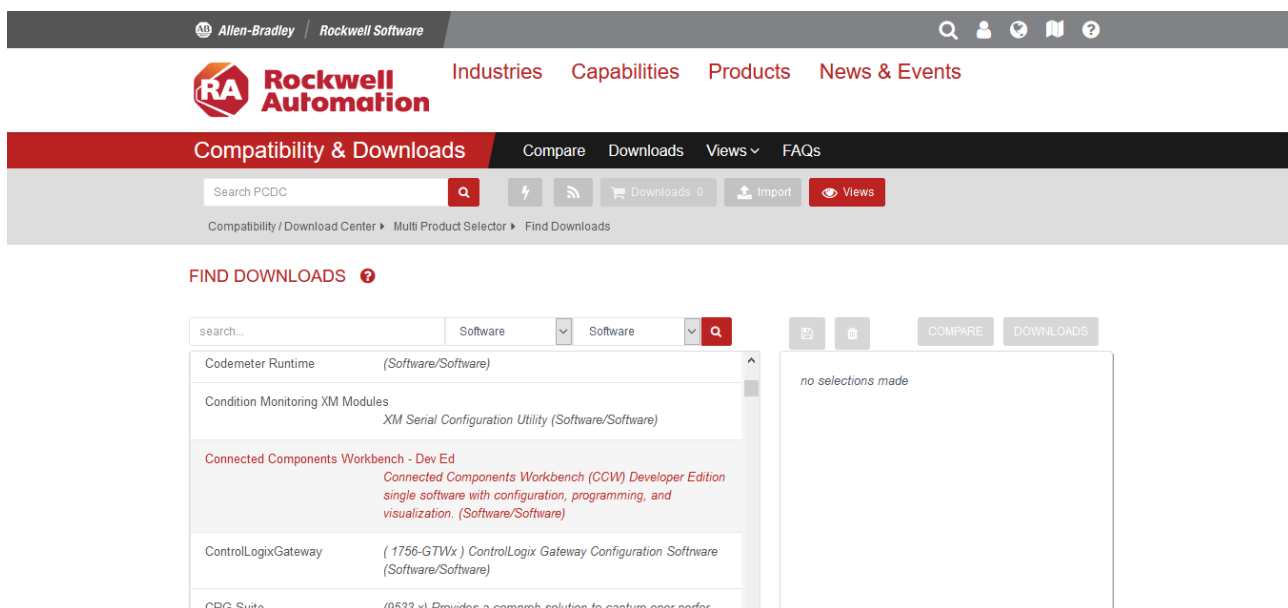 Allen-Bradley Rockwell Software
RA Rockwell Automation
Industries Capabilities Products News & Events
Compatibility & Downloads Compare Downloads Views FAQs
Search PCDC Downloads 0 Import Views
Compatibility / Download Center Multi Product Selector Find Downloads
FIND DOWNLOADS
search... Software Software COMPARE DOWNLOADS
Codemeter Runtime (Software/Software)
no selections made
Condition Monitoring XM Modules
XM Serial Configuration Utility (Software/Software)
Connected Components Workbench - Dev Ed
Connected Components Workbench (CCW) Developer Edition
single software with configuration, programming, and
visualization. (Software/Software)
ControlLogixGateway ( 1756-GTWx ) ControlLogix Gateway Configuration Software
(Software/Software)
CPG Suite